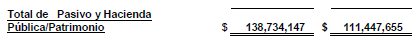 Total de Pasivo y Hacienda
Pública/Patrimonio $ 138,734,147 $ 111,447,655